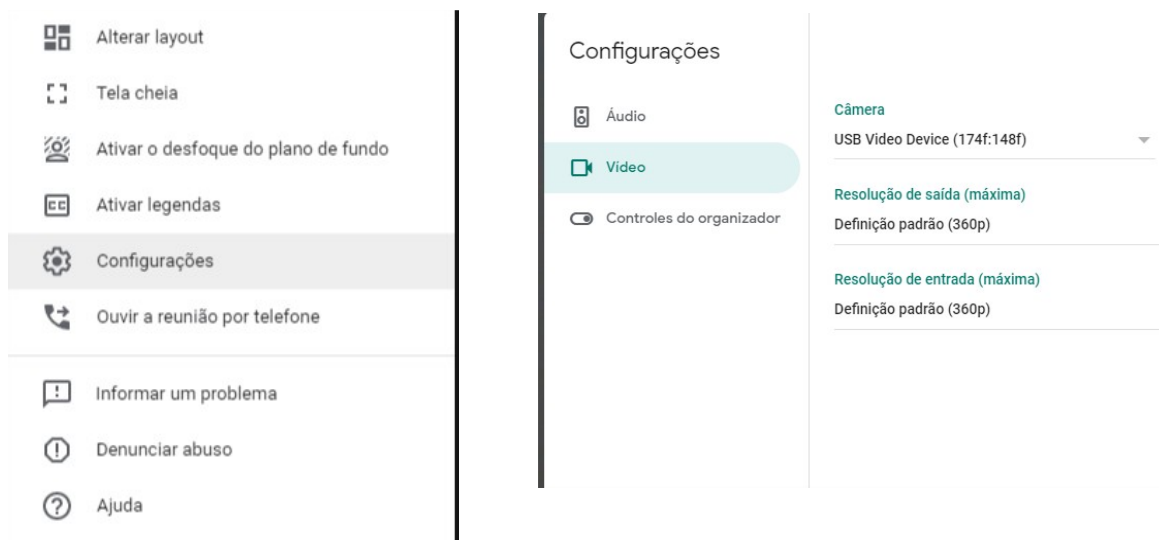 Alterar layout
Tela cheia
Ativar o desfoque do plano de fundo
CC
Ativar legendas
Configurações
Ouvir a reunião por telefone
Informar um problema
Denunciar abuso
Ajuda
Configurações
Áudio
Vídeo
Controles do organizador
Câmera
USB Video Device (174f:148f)
Resolução de saída (máxima)
Definição padrão (360p)
Resolução de entrada (máxima)
Definição padrão (360p)